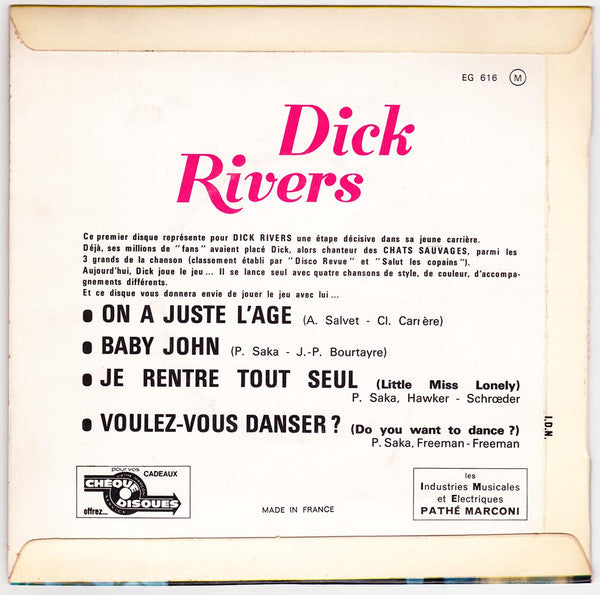 EG 616 M
Dick
Rivers
Ce premier disque représente pour DICK RIVERS une étape décisive dans sa jeune carrière.
Déjà, ses millions de "fans" avaient placé Dick, alors chanteur des CHATS SAUVAGES, parmi les
3 grands de la chanson (classement établi par "Disco Revue" et "Salut les copains").
Aujourd'hui, Dick joue le jeu... Il se lance seul avec quatre chansons de style, de couleur, d'accompa-
gnements différents.
Et ce disque vous donnera envie de jouer le jeu avec lui...
ON A JUSTE L'AGE (A. Salvet - Cl. Carrère)
BABY JOHN (P. Saka - J.-P. Bourtayre)
JE RENTRE TOUT SEUL (Little Miss Lonely)
P. Saka, Hawker - Schrœder
VOULEZ-VOUS DANSER ? (Do you want to dance ?)
P. Saka, Freeman-Freeman
I.D.N.
pour vos CADEAUX
CHEQUE
DISQUES
offrez...
MADE IN FRANCE
les
Industries Musicales
et Electriques
PATHÉ MARCONI